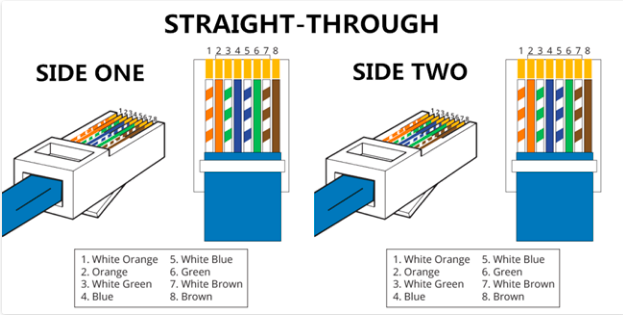 STRAIGHT-THROUGH
SIDE ONE
1 2 3 4 5 6 7 8
12345678
1. White Orange 5. White Blue
2. Orange 6. Green
3. White Green 7. White Brown
4. Blue 8. Brown
SIDE TWO
1 2 3 4 5 6 7 8
12345678
1. White Orange 5. White Blue
2. Orange 6. Green
3. White Green 7. White Brown
4. Blue 8. Brown